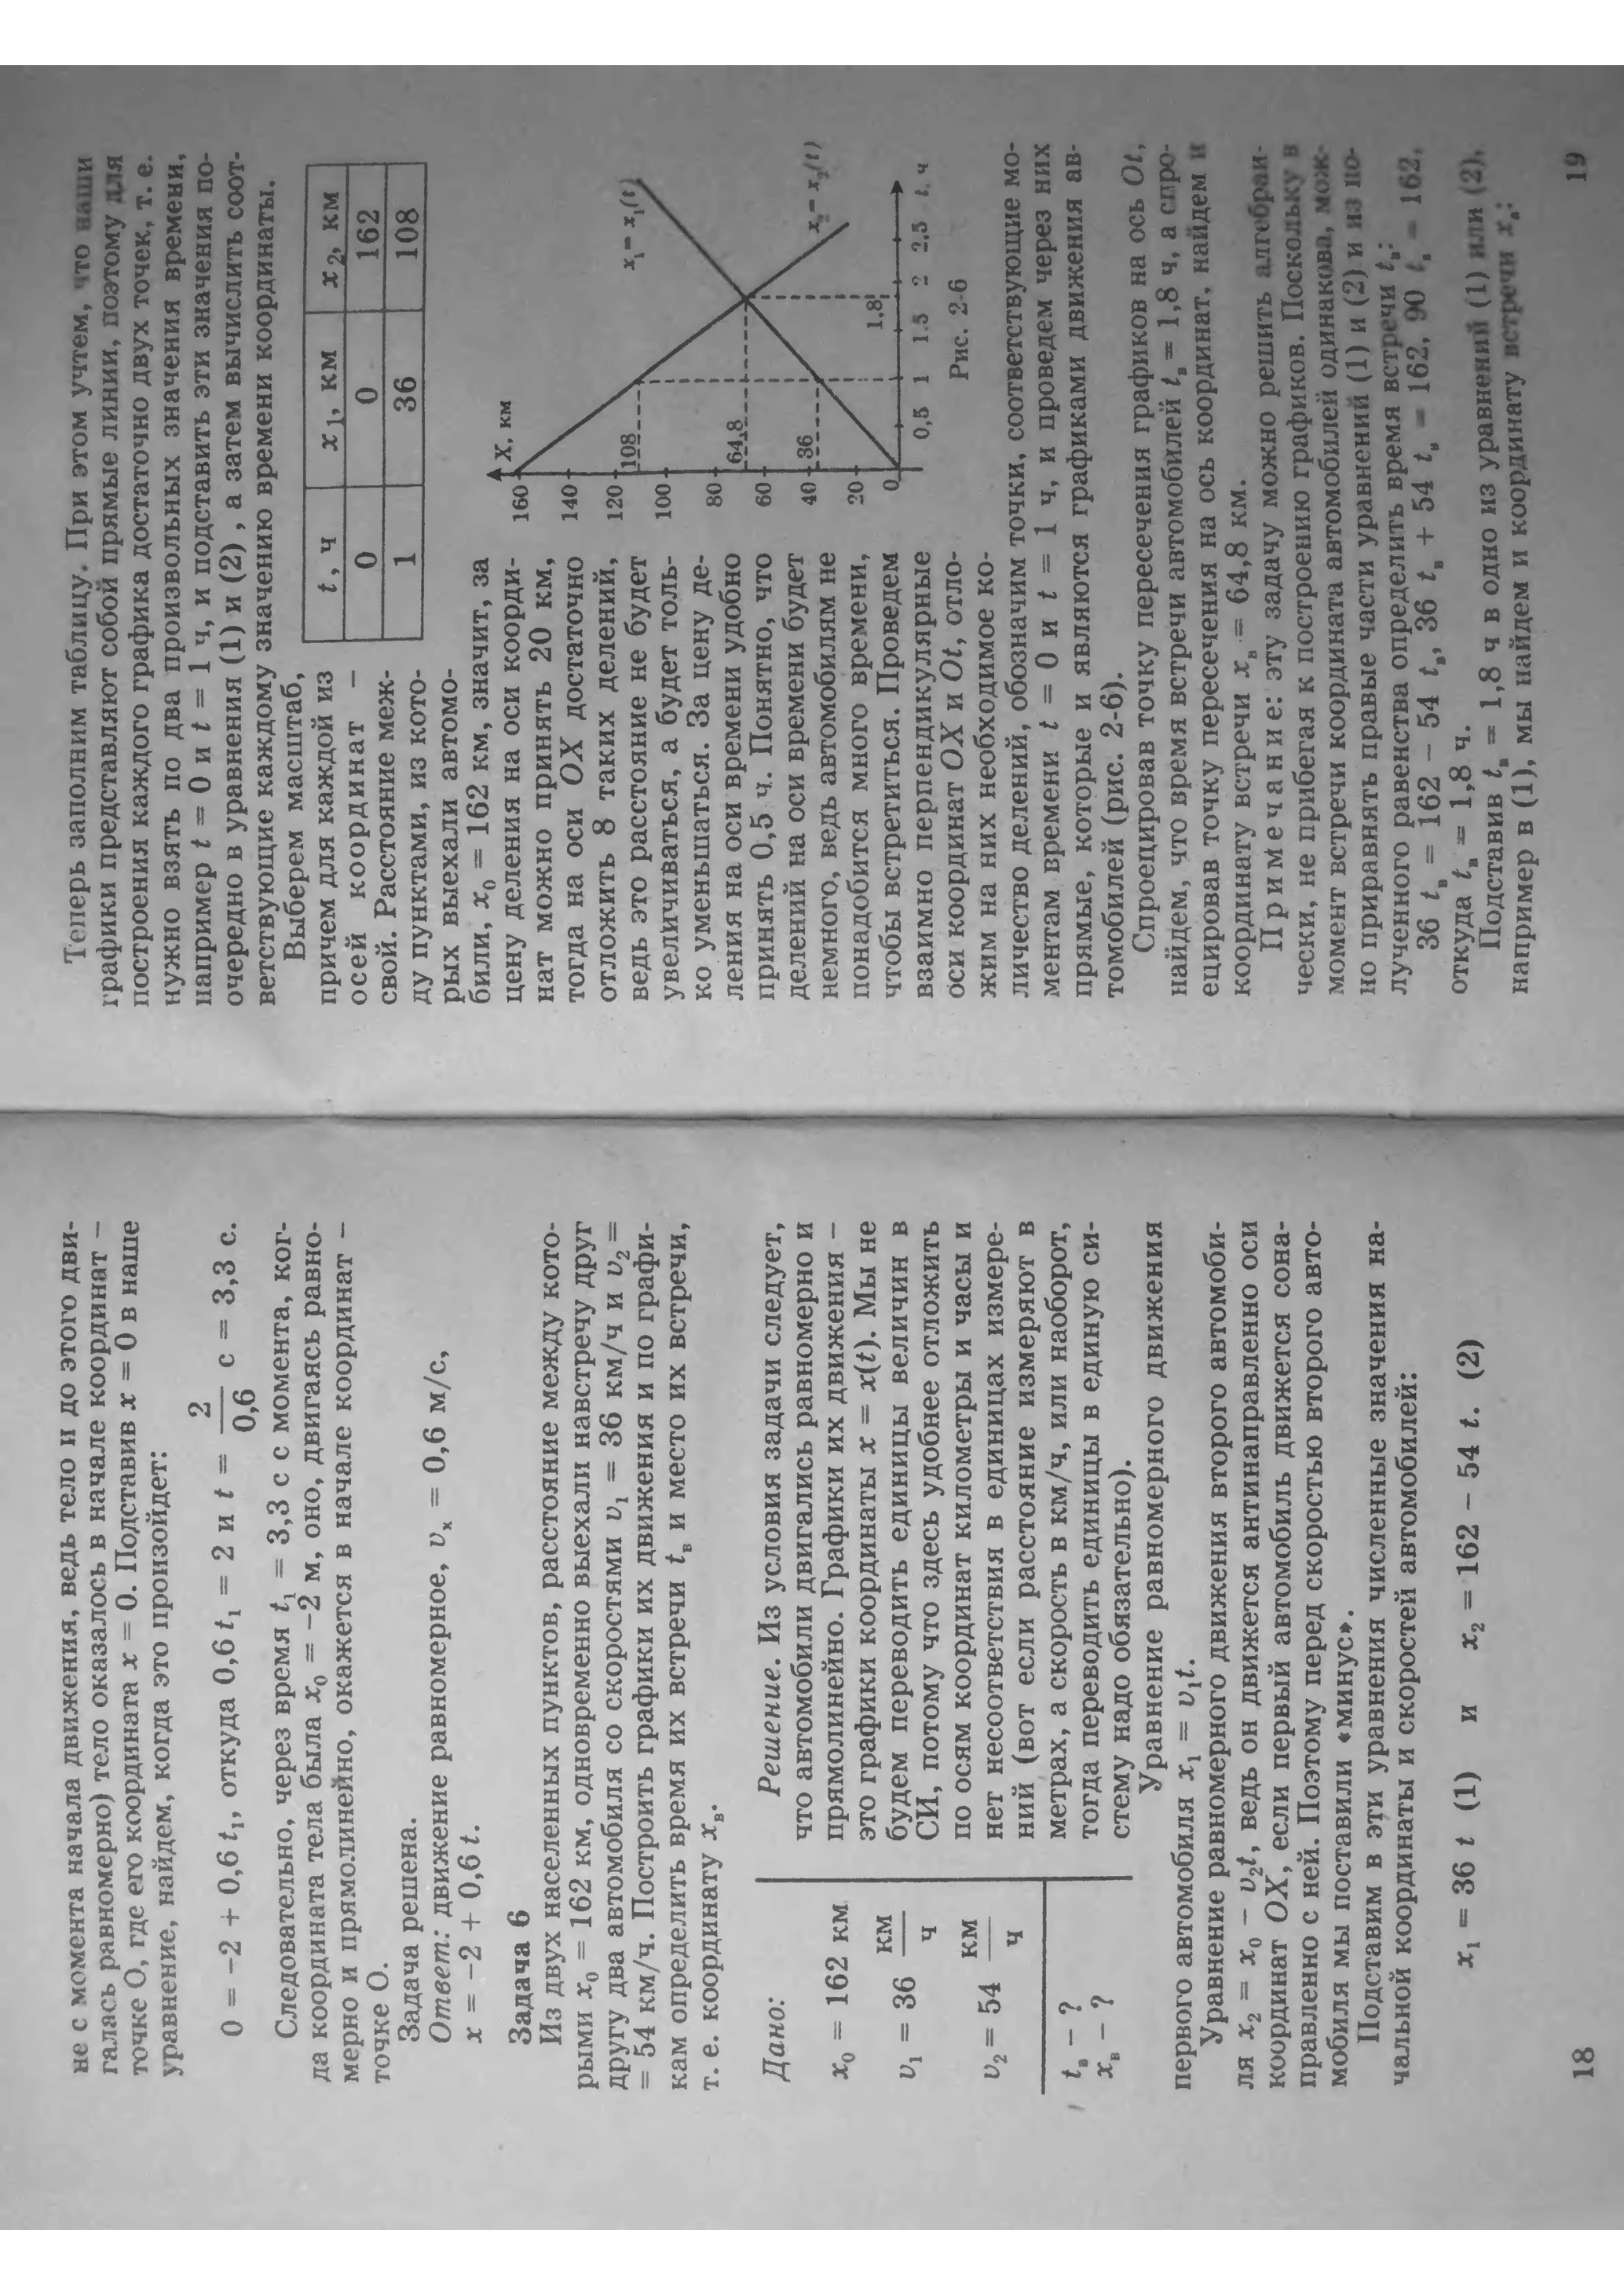 не с момента начала движения, ведь тело и до этого дви-
галась равномерно) тело оказалось в начале координат –
точке О, где его координата x = 0. Подставив x = 0 в наше
уравнение, найдем, когда это произойдет:
0 = −2 + 0,6 t₁, откуда 0,6 t₁ = 2 и t = 2/0,6 с = 3,3 с.
Следовательно, через время t₁ = 3,3 с с момента, ког-
да координата тела была x₀ = −2 м, оно, двигаясь равно-
мерно и прямолинейно, окажется в начале координат –
точке О.
Задача решена.
Ответ: движение равномерное, υₓ = 0,6 м/с,
x = −2 + 0,6 t.
Задача 6
Из двух населенных пунктов, расстояние между кото-
рыми x₀ = 162 км, одновременно выехали навстречу друг
другу два автомобиля со скоростями υ₁ = 36 км/ч и υ₂ =
= 54 км/ч. Построить графики их движения и по графи-
кам определить время их встречи tв и место их встречи,
т. е. координату xв.
Дано:
x₀ = 162 км
υ₁ = 36 км/ч
υ₂ = 54 км/ч
tв – ?
xв – ?
Решение. Из условия задачи следует,
что автомобили двигались равномерно и
прямолинейно. Графики их движения –
это графики координаты x = x(t). Мы не
будем переводить единицы величин в
СИ, потому что здесь удобнее отложить
по осям координат километры и часы и
нет несоответствия в единицах измере-
ний (вот если расстояние измеряют в
метрах, а скорость в км/ч, или наоборот,
тогда переводить единицы в единую си-
стему надо обязательно).
Уравнение равномерного движения
первого автомобиля x₁ = υ₁t.
Уравнение равномерного движения второго автомоби-
ля x₂ = x₀ − υ₂t, ведь он движется антинаправленно оси
координат OX, если первый автомобиль движется сона-
правленно с ней. Поэтому перед скоростью второго авто-
мобиля мы поставили «минус».
Подставим в эти уравнения численные значения на-
чальной координаты и скоростей автомобилей:
x₁ = 36 t (1) и x₂ = 162 − 54 t. (2)
18
Теперь заполним таблицу. При этом учтем, что наши
графики представляют собой прямые линии, поэтому для
построения каждого графика достаточно двух точек, т. е.
нужно взять по два произвольных значения времени,
например t = 0 и t = 1 ч, и подставить эти значения по-
очередно в уравнения (1) и (2) , а затем вычислить соот-
ветствующие каждому значению времени координаты.
Выберем масштаб,
причем для каждой из
осей координат –
свой. Расстояние меж-
ду пунктами, из кото-
рых выехали автомо-
били, x₀ = 162 км, значит, за
цену деления на оси коорди-
нат можно принять 20 км,
тогда на оси OX достаточно
отложить 8 таких делений,
ведь это расстояние не будет
увеличиваться, а будет толь-
ко уменьшаться. За цену де-
ления на оси времени удобно
принять 0,5 ч. Понятно, что
делений на оси времени будет
немного, ведь автомобилям не
понадобится много времени,
чтобы встретиться. Проведем
взаимно перпендикулярные
оси координат OX и Ot, отло-
жим на них необходимое ко-
личество делений, обозначим точки, соответствующие мо-
ментам времени t = 0 и t = 1 ч, и проведем через них
прямые, которые и являются графиками движения ав-
томобилей (рис. 2-6).
t, ч x₁, км x₂, км
0 0 162
1 36 108
X, км
160
140
120
100
80
60
40
20
0
108
64,8
36
1,8
0,5 1 1.5 2 2,5 t, ч
x₁ – x₁(t)
x₂ – x₂(t)
Рис. 2-6
Спроецировав точку пересечения графиков на ось Ot,
найдем, что время встречи автомобилей tв = 1,8 ч, а спро-
ецировав точку пересечения на ось координат, найдем и
координату встречи xв = 64,8 км.
Примечание: эту задачу можно решить алгебраи-
чески, не прибегая к построению графиков. Поскольку в
момент встречи координата автомобилей одинакова, мож-
но приравнять правые части уравнений (1) и (2) и из по-
лученного равенства определить время встречи tв:
36 tв = 162 − 54 tв, 36 tв + 54 tв = 162, 90 tв = 162,
откуда tв = 1,8 ч.
Подставив tв = 1,8 ч в одно из уравнений (1) или (2),
например в (1), мы найдем и координату встречи xв:
19